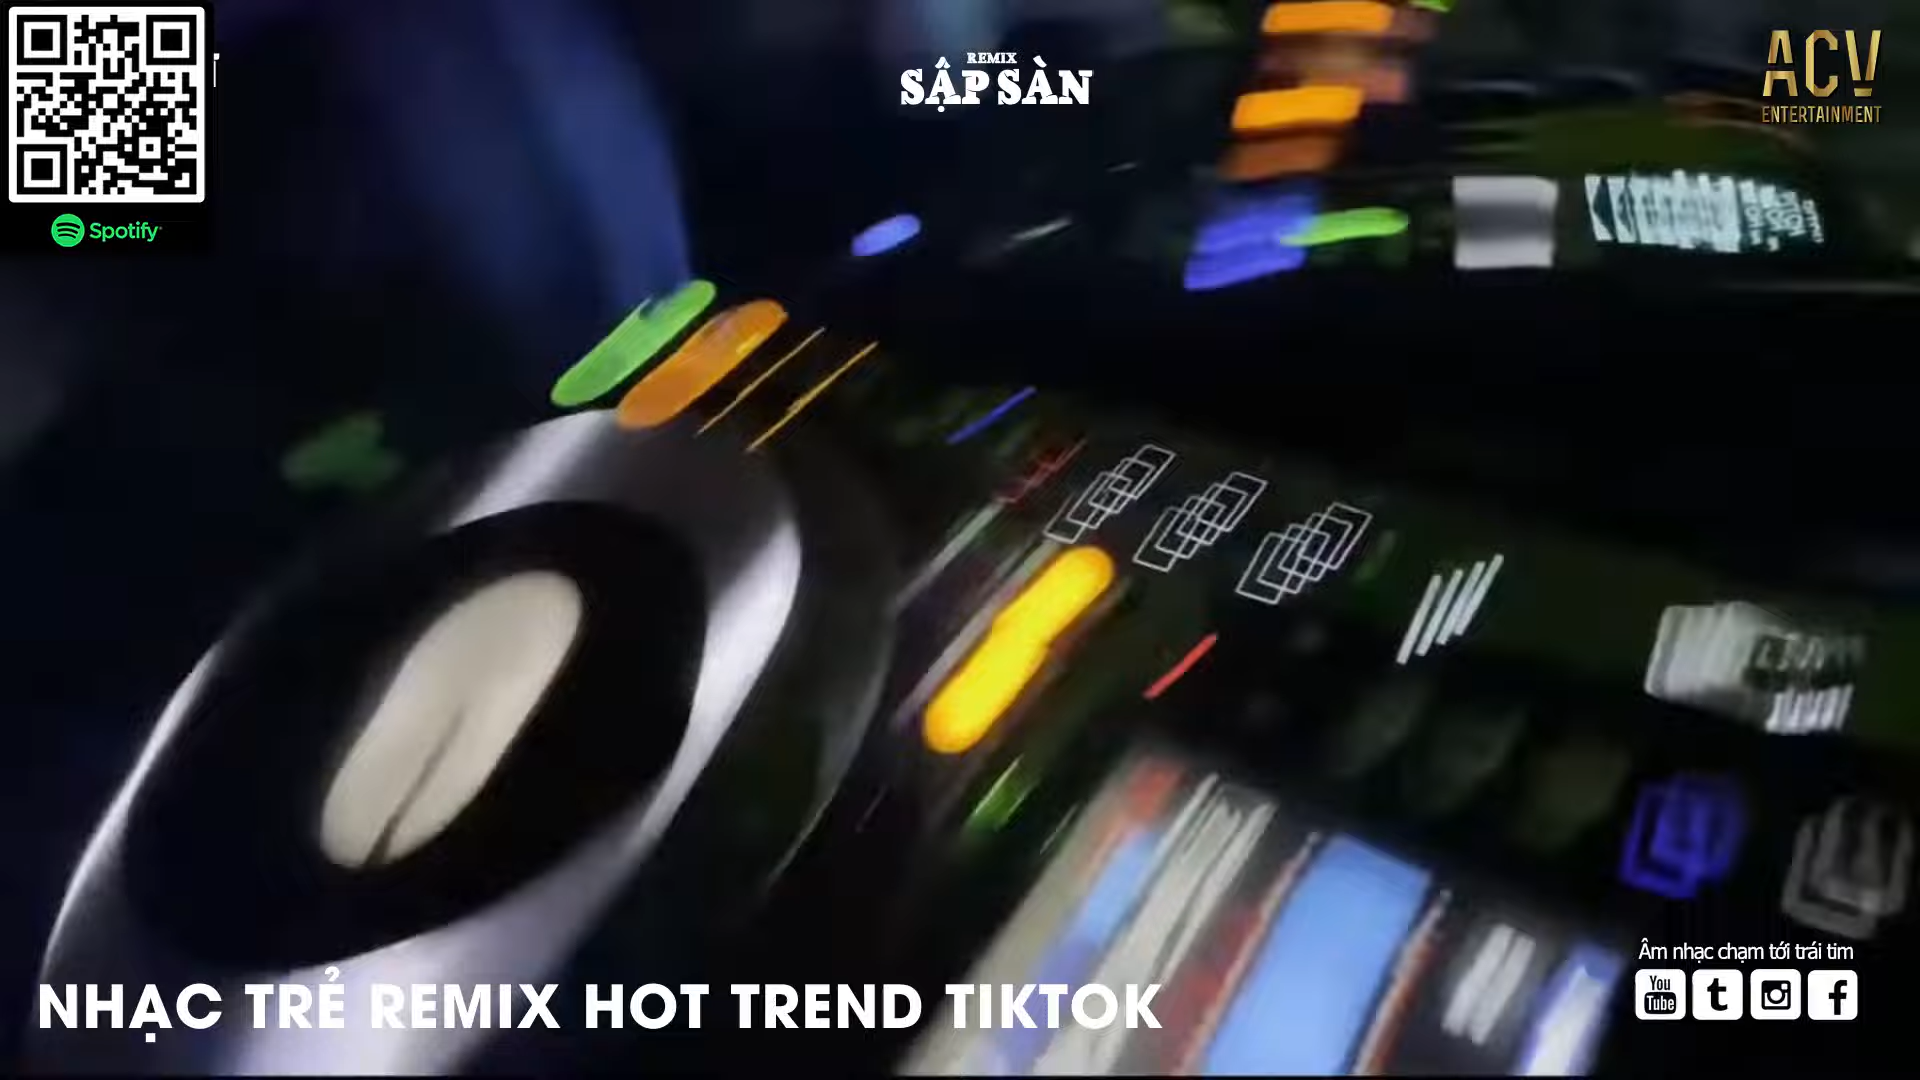 Spotify
REMIX
SẬP SÀN
ACV
ENTERTAINMENT
Âm nhạc chạm tới trái tim
You
Tube
NHẠC TRẺ REMIX HOT TREND TIKTOK